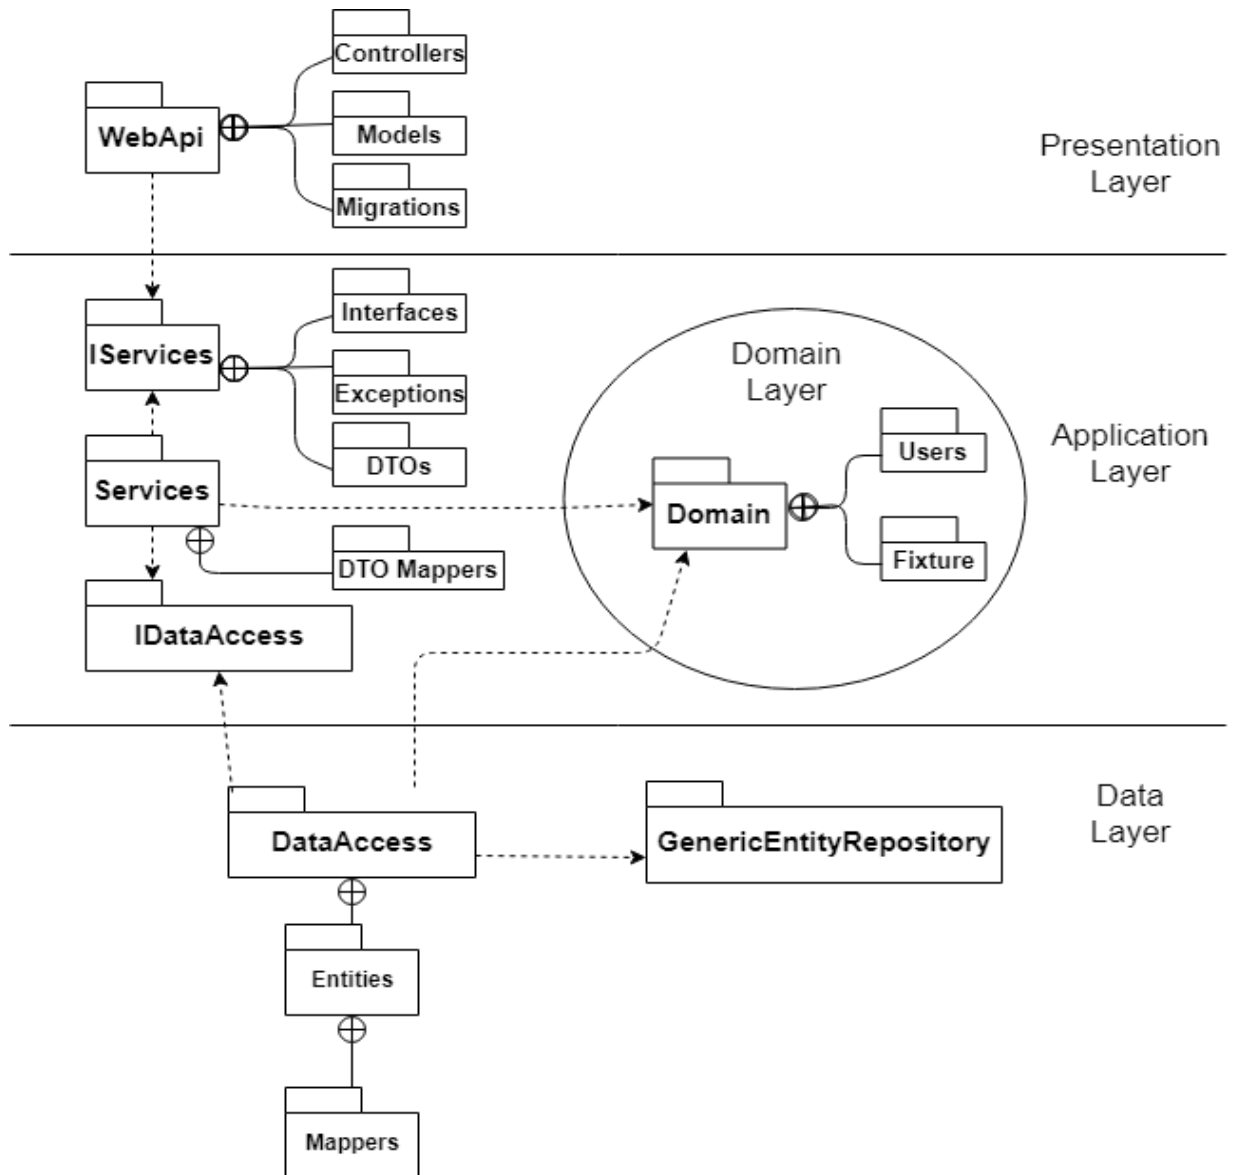 Controllers
WebApi
Models
Migrations
Presentation
Layer
Interfaces
IServices
Exceptions
DTOs
Services
DTO Mappers
IDataAccess
Domain
Layer
Users
Domain
Fixture
Application
Layer
DataAccess
GenericEntityRepository
Data
Layer
Entities
Mappers